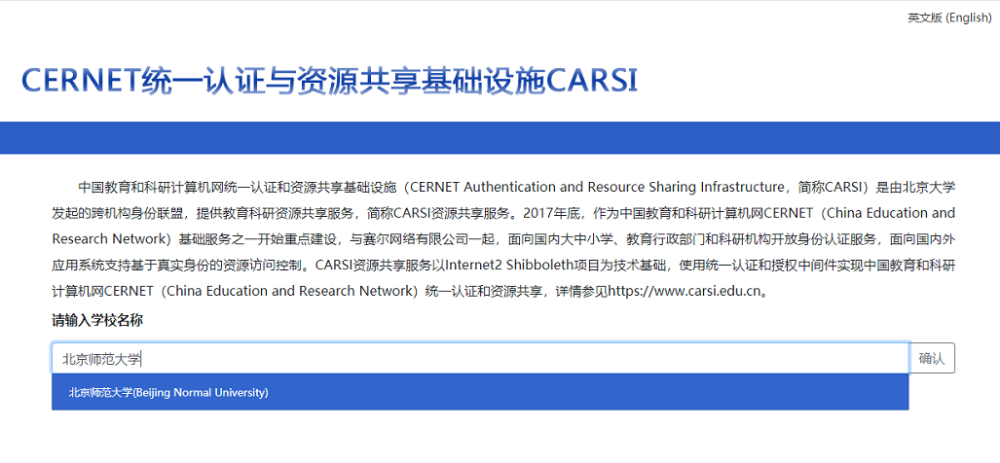 英文版 (English)
CERNET统一认证与资源共享基础设施CARSI
中国教育和科研计算机网统一认证和资源共享基础设施（CERNET Authentication and Resource Sharing Infrastructure，简称CARSI）是由北京大学
发起的跨机构身份联盟，提供教育科研资源共享服务，简称CARSI资源共享服务。2017年底，作为中国教育和科研计算机网CERNET（China Education and
Research Network）基础服务之一开始重点建设，与赛尔网络有限公司一起，面向国内大中小学、教育行政部门和科研机构开放身份认证服务，面向国内外
应用系统支持基于真实身份的资源访问控制。CARSI资源共享服务以Internet2 Shibboleth项目为技术基础，使用统一认证和授权中间件实现中国教育和科研
计算机网CERNET（China Education and Research Network）统一认证和资源共享，详情参见https://www.carsi.edu.cn。
请输入学校名称
北京师范大学
确认
北京师范大学(Beijing Normal University)